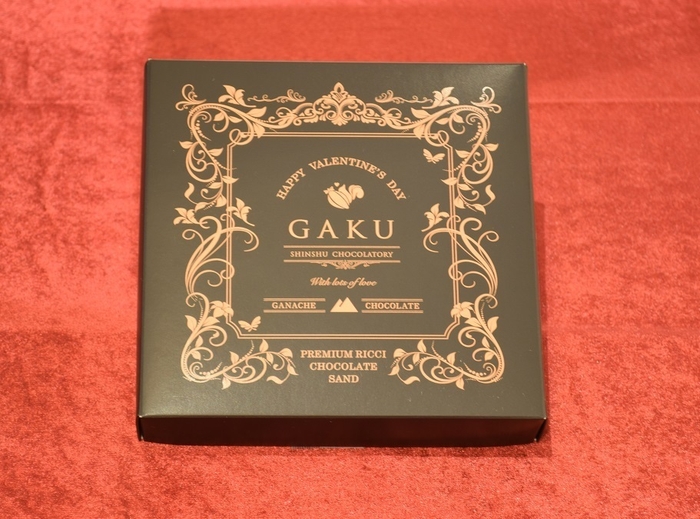 HAPPY VALENTINE'S DAY
GAKU
SHINSHU CHOCOLATORY
With lots of love
GANACHE CHOCOLATE
PREMIUM RICCI
CHOCOLATE
SAND